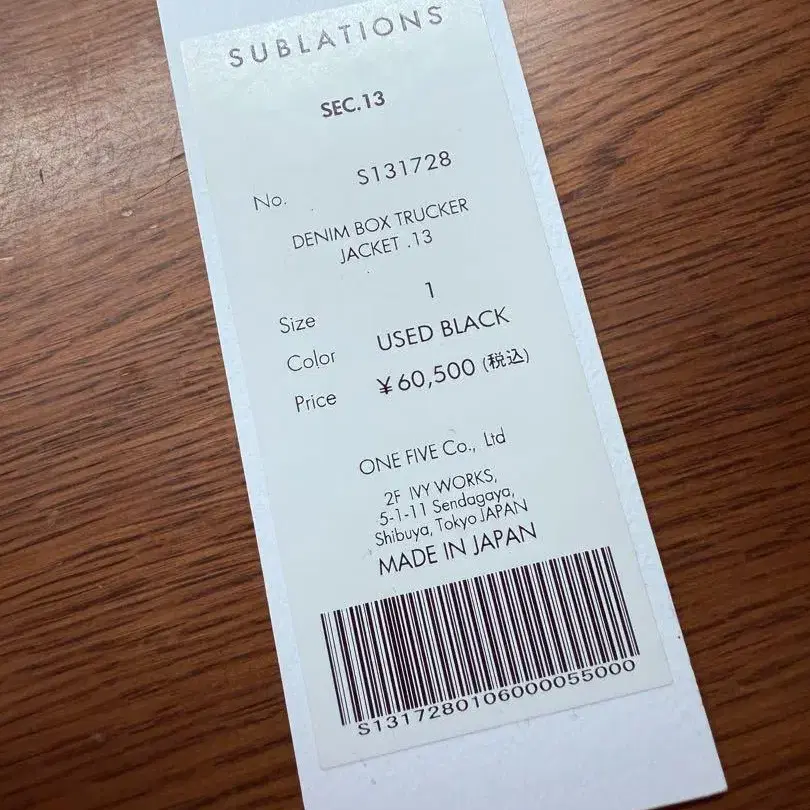 SUBLATIONS
SEC.13
No. S131728
DENIM BOX TRUCKER
JACKET .13
Size 1
Color USED BLACK
Price ¥60,500 (税込)
ONE FIVE Co., Ltd
2F IVY WORKS,
5-1-11 Sendagaya,
Shibuya, Tokyo JAPAN
MADE IN JAPAN
S1317280106000055000